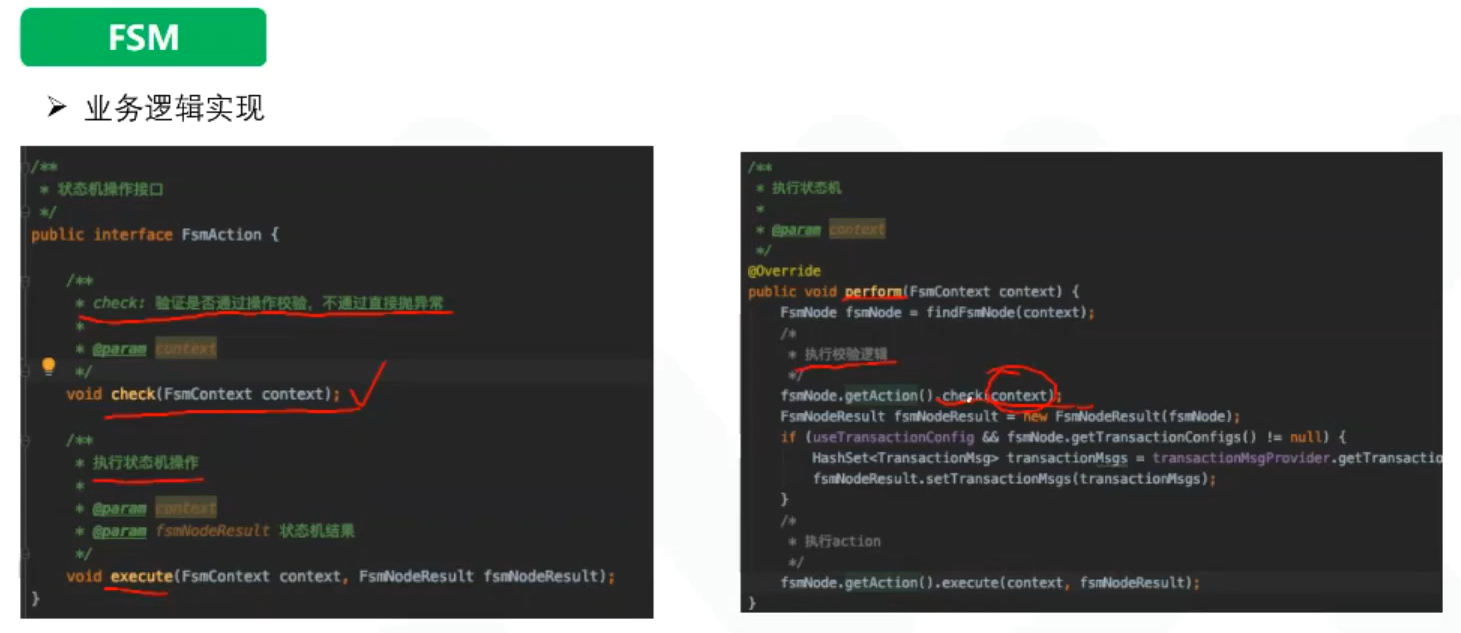 FSM
➢ 业务逻辑实现
/**
* 状态机操作接口
*/
public interface FsmAction {
/**
* check: 验证是否通过操作校验，不通过直接抛异常
*
* @param context
*/
void check(FsmContext context);
/**
* 执行状态机操作
*
* @param context
* @param fsmNodeResult 状态机结果
*/
void execute(FsmContext context, FsmNodeResult fsmNodeResult);
}
/**
* 执行状态机
*
* @param context
*/
@Override
public void perform(FsmContext context) {
FsmNode fsmNode = findFsmNode(context);
/*
* 执行校验逻辑
*/
fsmNode.getAction().check(context);
FsmNodeResult fsmNodeResult = new FsmNodeResult(fsmNode);
if (useTransactionConfig && fsmNode.getTransactionConfigs() != null) {
HashSet<TransactionMsg> transactionMsgs = transactionMsgProvider.getTransactio
fsmNodeResult.setTransactionMsgs(transactionMsgs);
}
/*
* 执行action
*/
fsmNode.getAction().execute(context, fsmNodeResult);
}